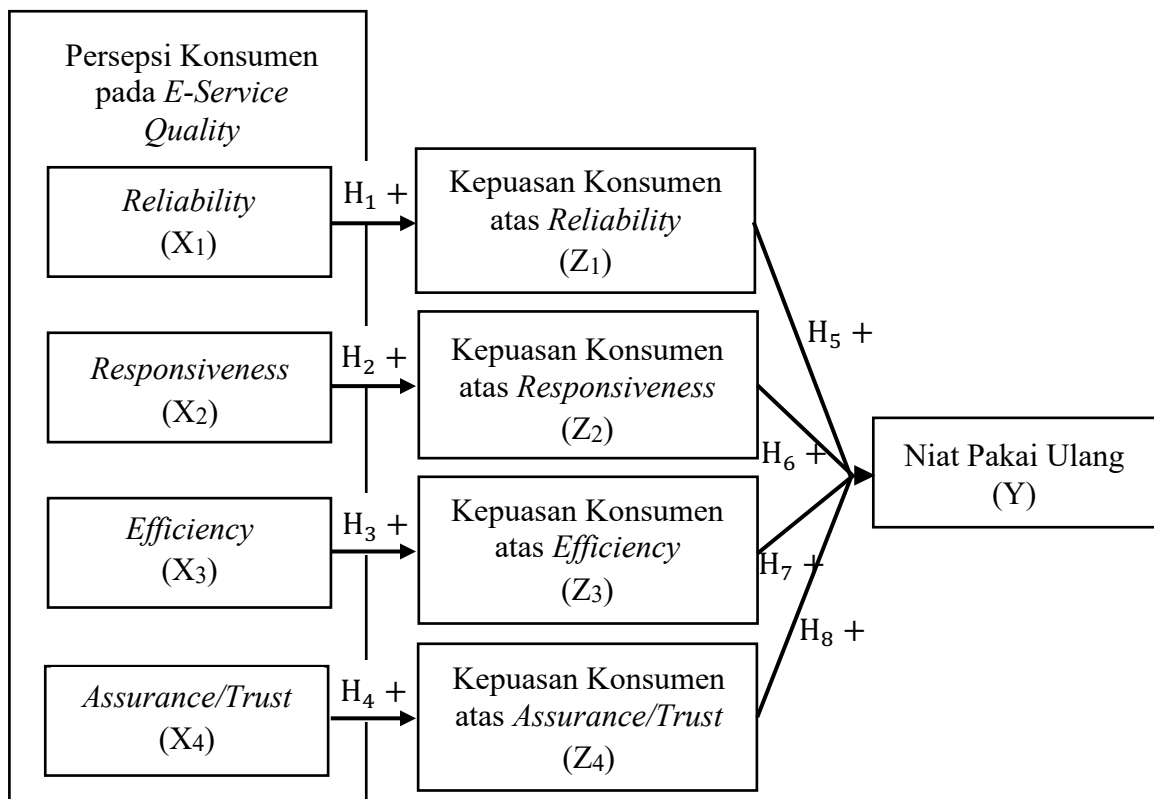 Persepsi Konsumen
pada E-Service
Quality
Reliability
(X1)
H1 +
Kepuasan Konsumen
atas Reliability
(Z1)
H5 +
Responsiveness
(X2)
H2 +
Kepuasan Konsumen
atas Responsiveness
(Z2)
H6 +
Niat Pakai Ulang
(Y)
Efficiency
(X3)
H3 +
Kepuasan Konsumen
atas Efficiency
(Z3)
H7 +
H8 +
Assurance/Trust
(X4)
H4 +
Kepuasan Konsumen
atas Assurance/Trust
(Z4)